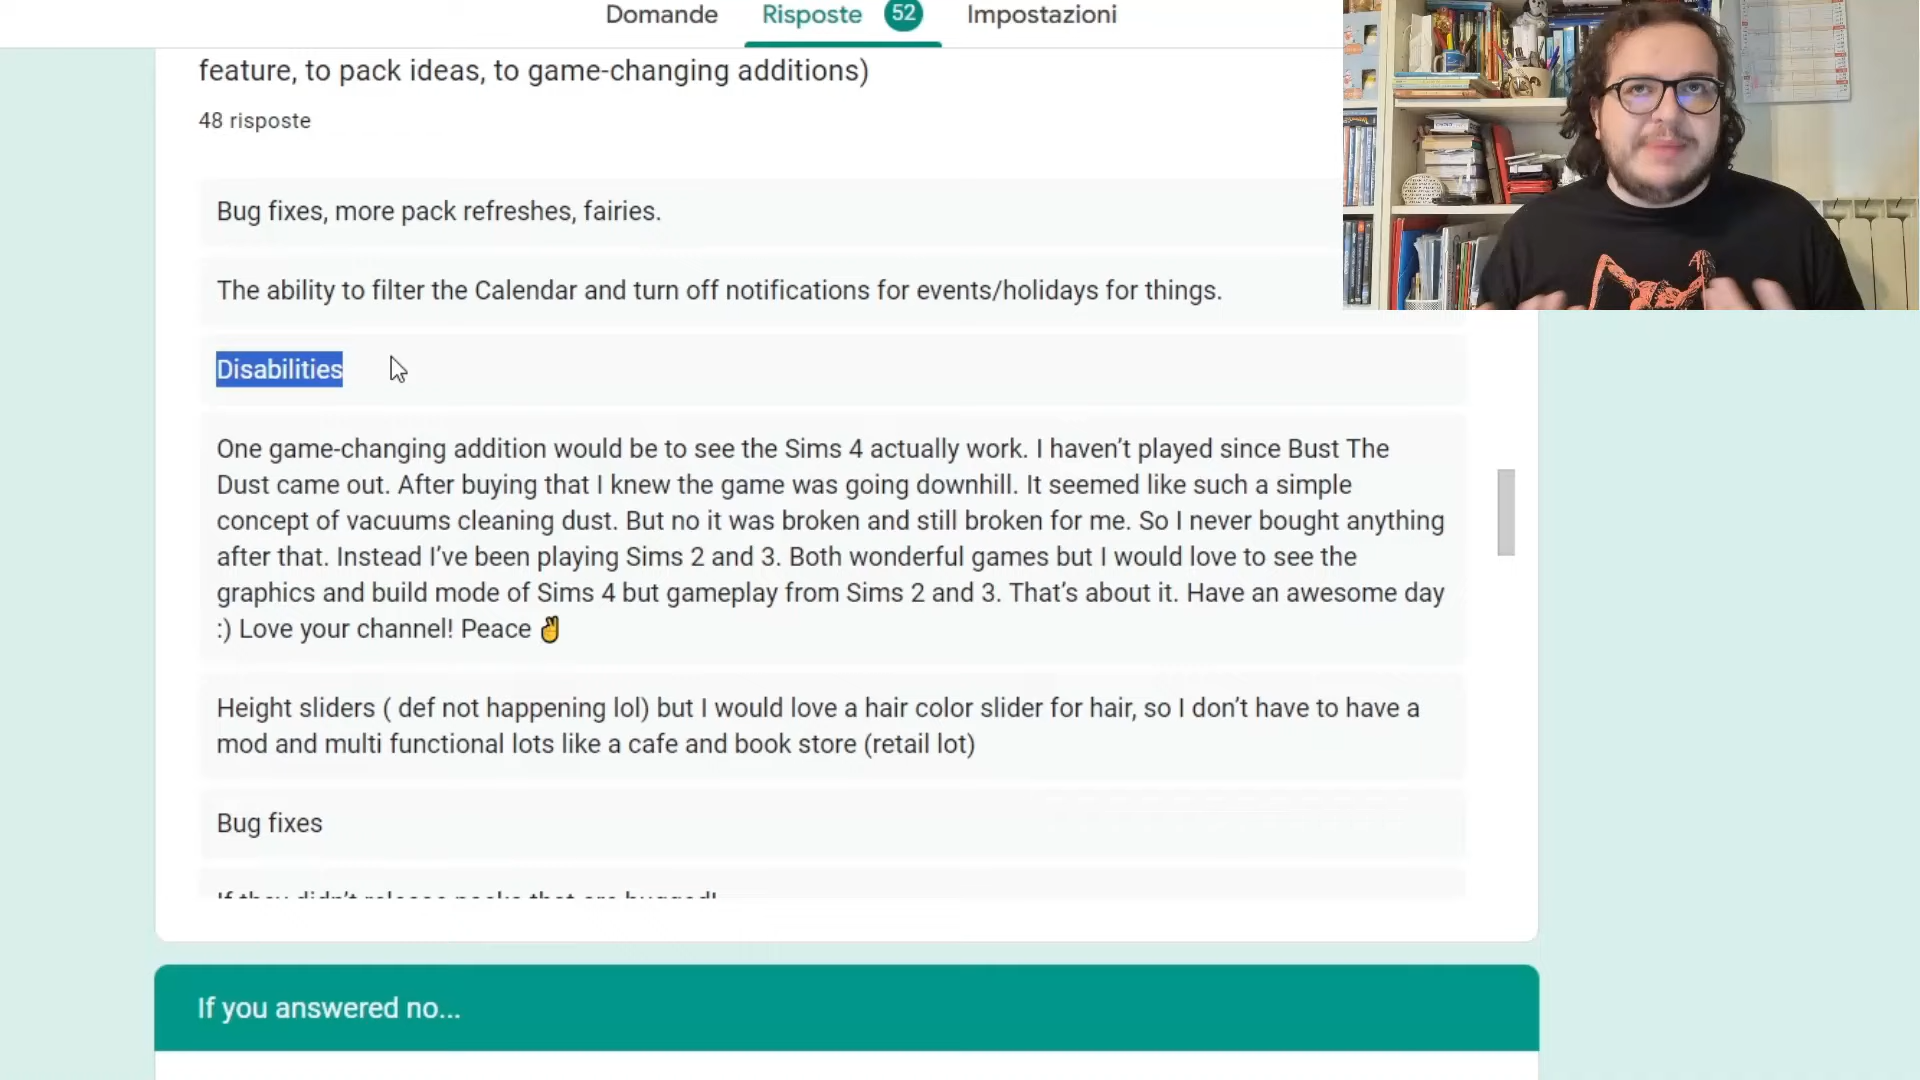 Domande Risposte 52 Impostazioni
feature, to pack ideas, to game-changing additions)
48 risposte
Bug fixes, more pack refreshes, fairies.
The ability to filter the Calendar and turn off notifications for events/holidays for things.
Disabilities
One game-changing addition would be to see the Sims 4 actually work. I haven’t played since Bust The
Dust came out. After buying that I knew the game was going downhill. It seemed like such a simple
concept of vacuums cleaning dust. But no it was broken and still broken for me. So I never bought anything
after that. Instead I’ve been playing Sims 2 and 3. Both wonderful games but I would love to see the
graphics and build mode of Sims 4 but gameplay from Sims 2 and 3. That’s about it. Have an awesome day
:) Love your channel! Peace ✌️
Height sliders ( def not happening lol) but I would love a hair color slider for hair, so I don’t have to have a
mod and multi functional lots like a cafe and book store (retail lot)
Bug fixes
If they didn’t release packs that are bugged!
If you answered no...